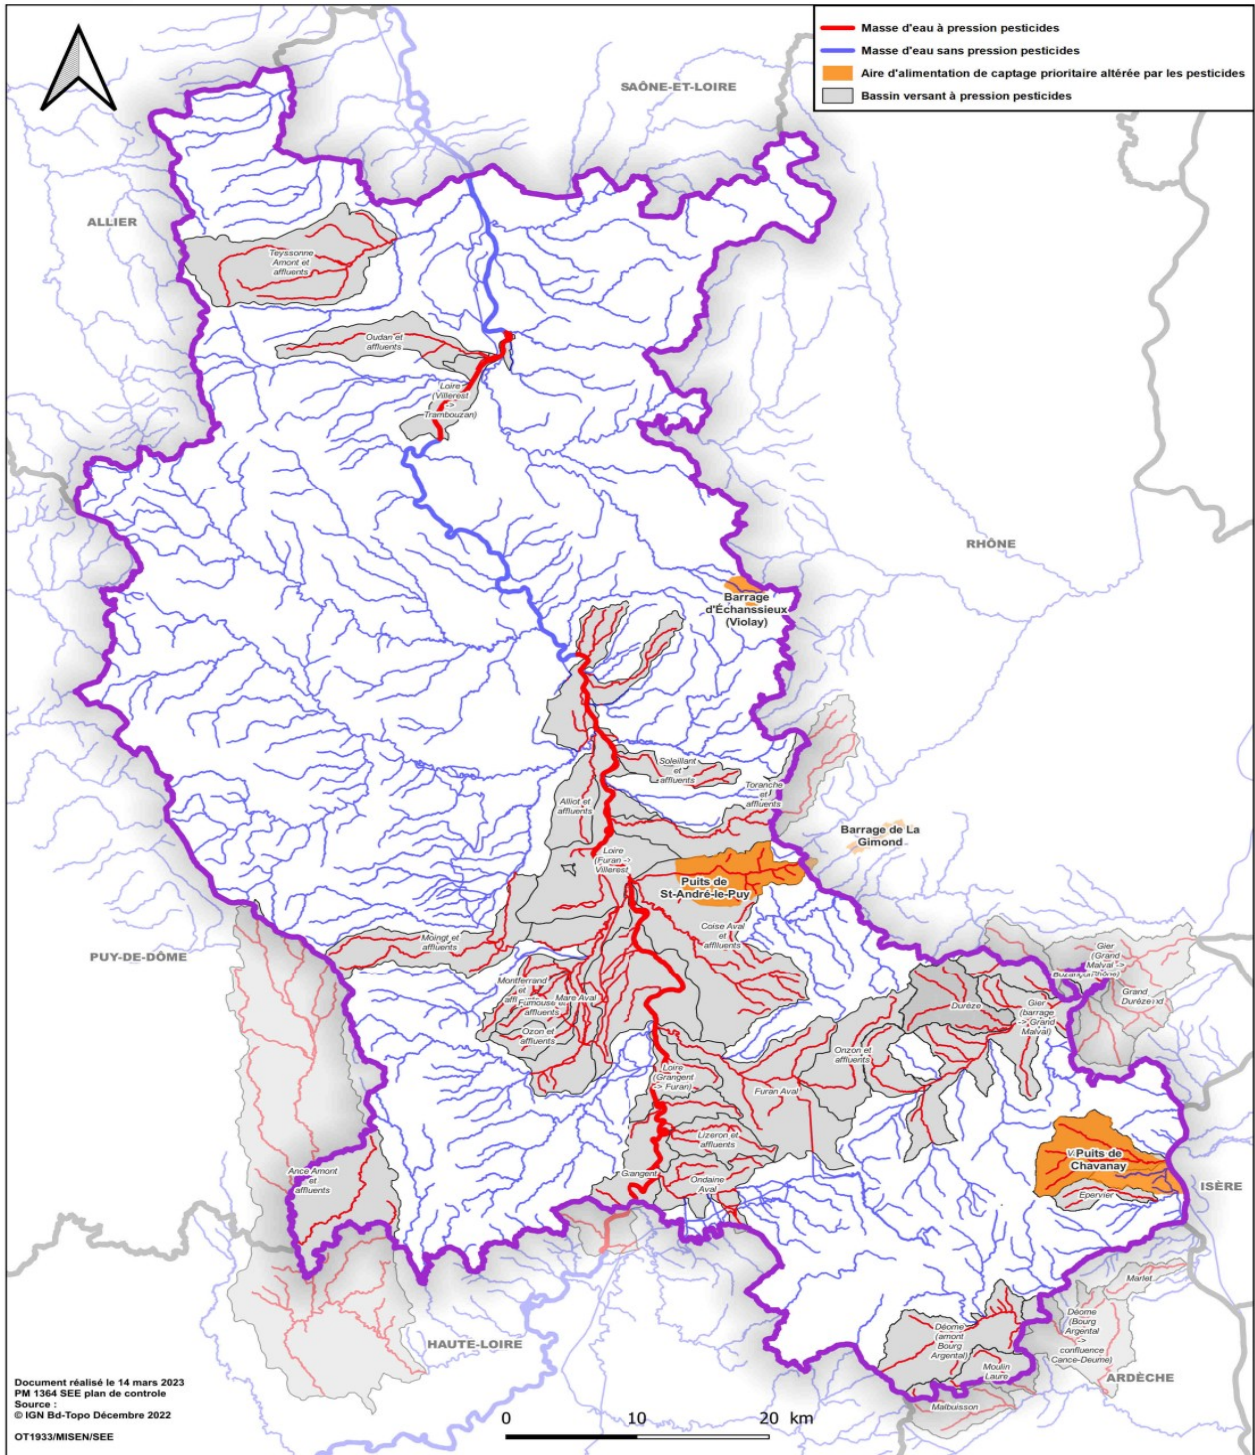 Masse d'eau à pression pesticides
Masse d'eau sans pression pesticides
Aire d'alimentation de captage prioritaire altérée par les pesticides
Bassin versant à pression pesticides
SAÔNE-ET-LOIRE
ALLIER
Teyssonne
Amont et
affluents
Oudan et
affluents
Loire
(Villerest
->
Trambouzan)
RHÔNE
Barrage
d'Échanssieux
(Violay)
Soleillant
et
affluents
Toranche
et
affluents
Alliot et
affluents
Barrage de La
Gimond
Loire
(Furan ->
Villerest
Puits de
St-André-le-Puy
Coise Aval
et
affluents
Moingt et
affluents
PUY-DE-DÔME
Gier
(Grand
Malval ->
Grand
Durèze
Montferrand
et
Mare Aval
affluents
Ozon et
affluents
Durèze
Gier
(barrage
-> Grand
Malval)
Onzon et
affluents
Loire
(Grangent
-> Furan)
Furan Aval
Lizeron et
affluents
Puits de
Chavanay
Ance Amont
et
affluents
Gangent
Ondaine
Aval
Epervier
ISÈRE
Marlet
Déome
(amont
Bourg
Argental)
Déome
(Bourg
Argental
->
confluence
Cance-Deume)
HAUTE-LOIRE
Moulin
Laure
ARDÈCHE
Malbuisson
Document réalisé le 14 mars 2023
PM 1364 SEE plan de controle
Source :
© IGN Bd-Topo Décembre 2022
OT1933/MISEN/SEE
0 10 20 km